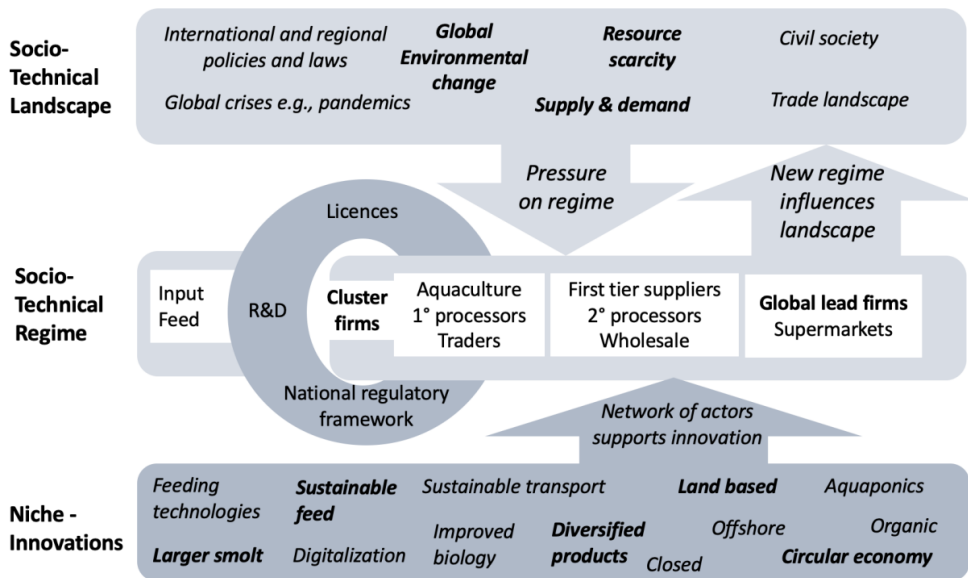 Socio-
Technical
Landscape
International and regional
policies and laws
Global crises e.g., pandemics
Global
Environmental
change
Resource
scarcity
Supply & demand
Civil society
Trade landscape
Pressure
on regime
New regime
influences
landscape
Socio-
Technical
Regime
Input
Feed
Licences
R&D
National regulatory
framework
Cluster
firms
Aquaculture
1° processors
Traders
First tier suppliers
2° processors
Wholesale
Global lead firms
Supermarkets
Network of actors
supports innovation
Niche -
Innovations
Feeding
technologies
Larger smolt
Sustainable
feed
Digitalization
Sustainable transport
Improved
biology
Diversified
products
Land based
Offshore
Closed
Aquaponics
Organic
Circular economy